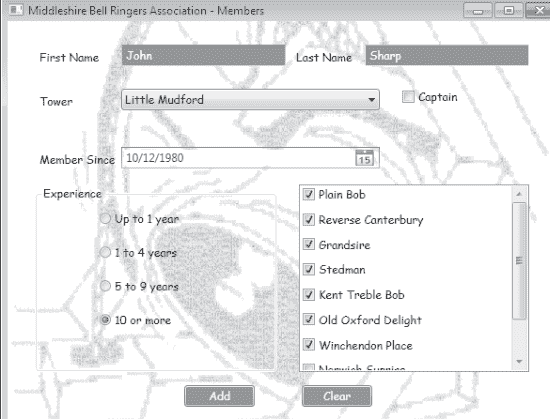 Middleshire Bell Ringers Association - Members
First Name John Last Name Sharp
Tower Little Mudford Captain
Member Since 10/12/1980 15
Experience
Up to 1 year
1 to 4 years
5 to 9 years
10 or more
Plain Bob
Reverse Canterbury
Grandsire
Stedman
Kent Treble Bob
Old Oxford Delight
Winchendon Place
Add Clear